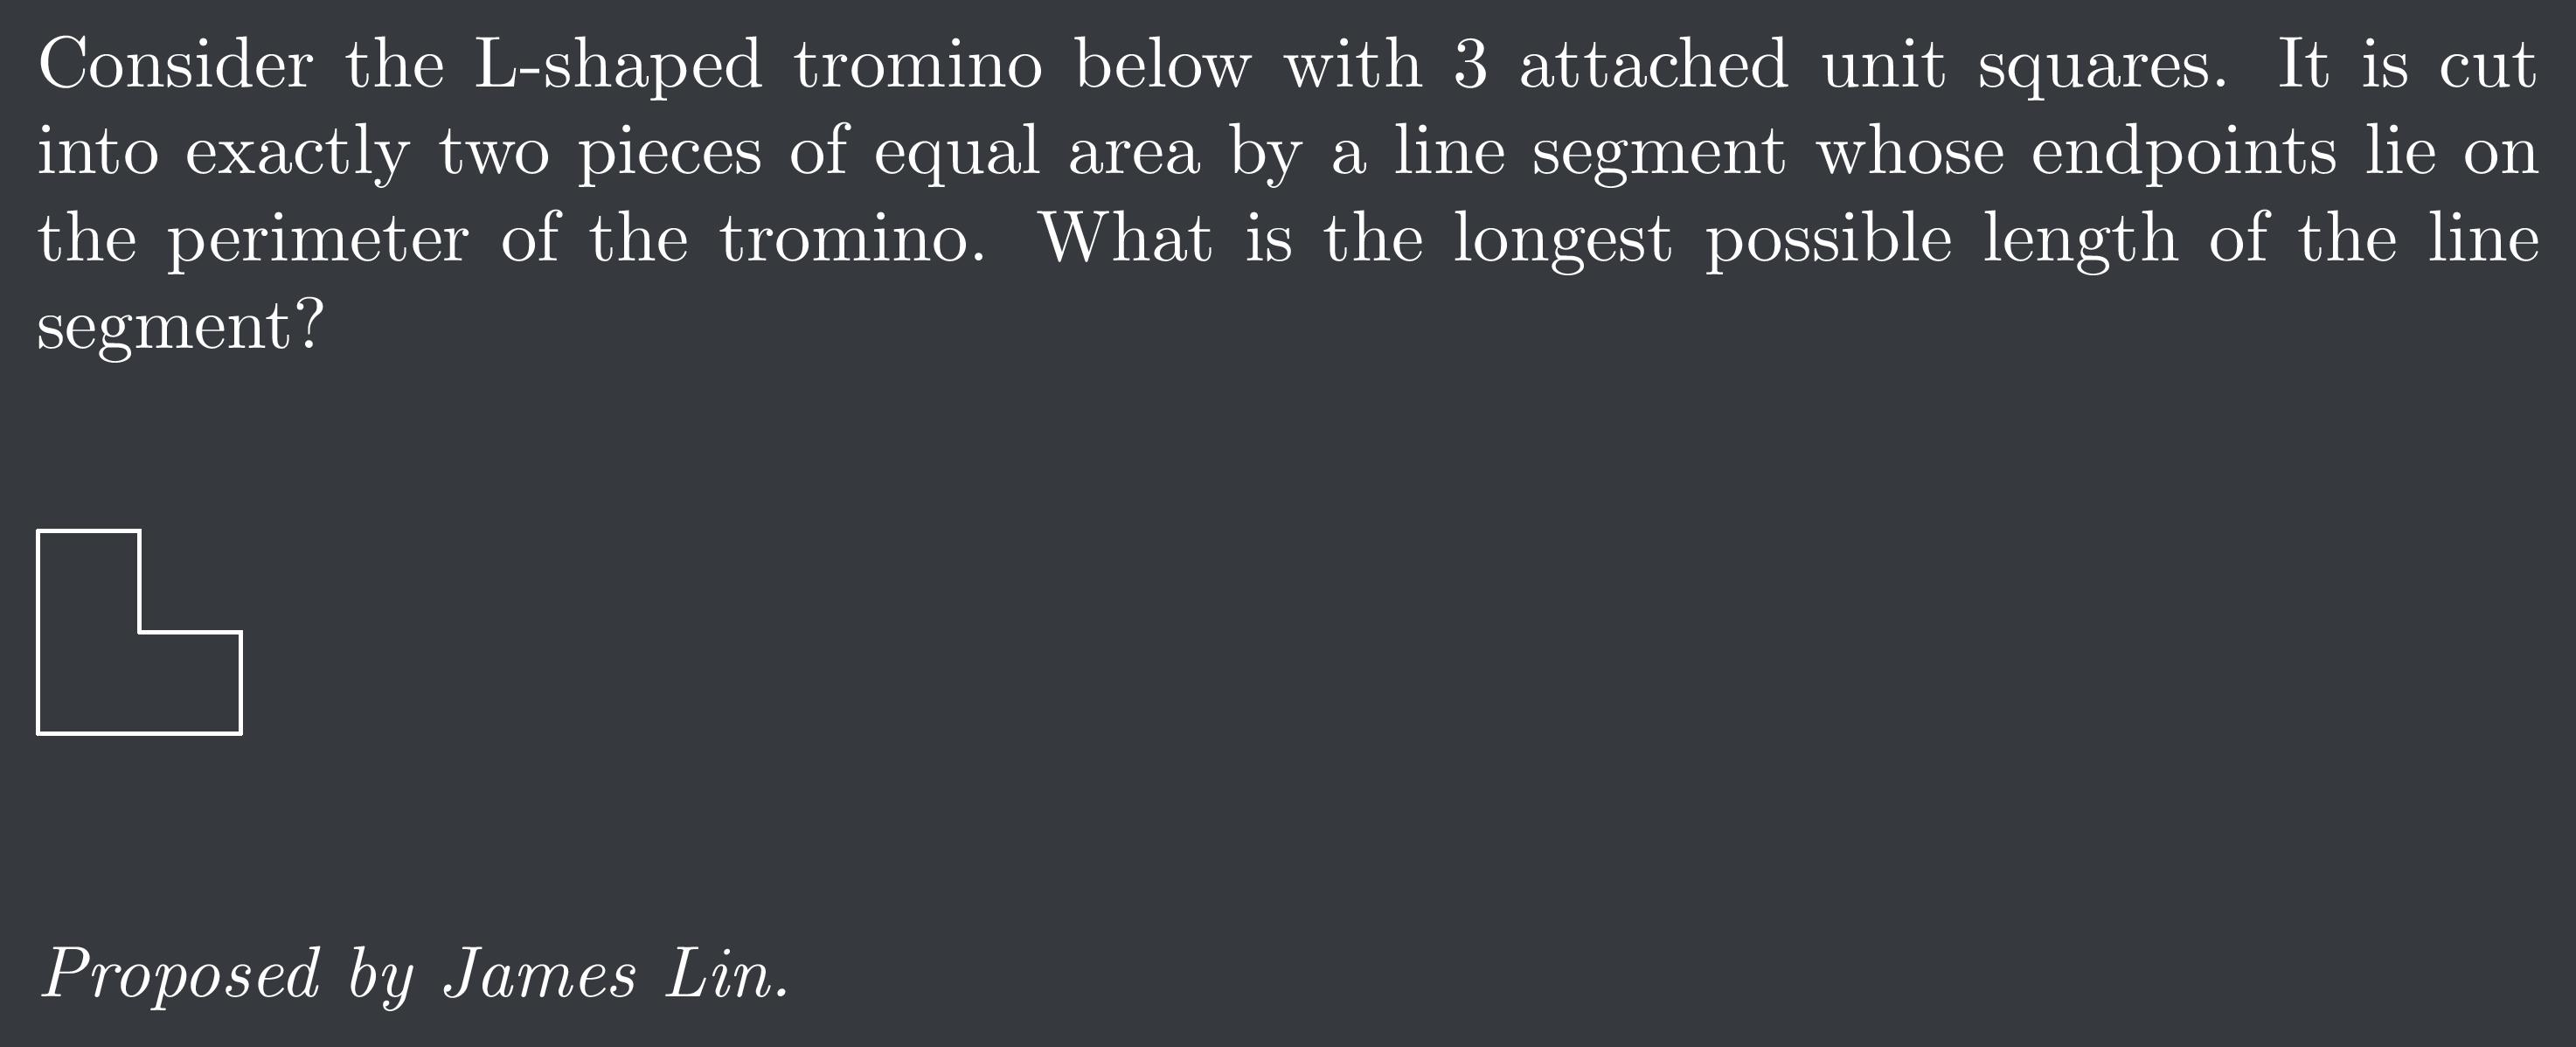 Consider the L-shaped tromino below with 3 attached unit squares. It is cut
into exactly two pieces of equal area by a line segment whose endpoints lie on
the perimeter of the tromino. What is the longest possible length of the line
segment?
Proposed by James Lin.